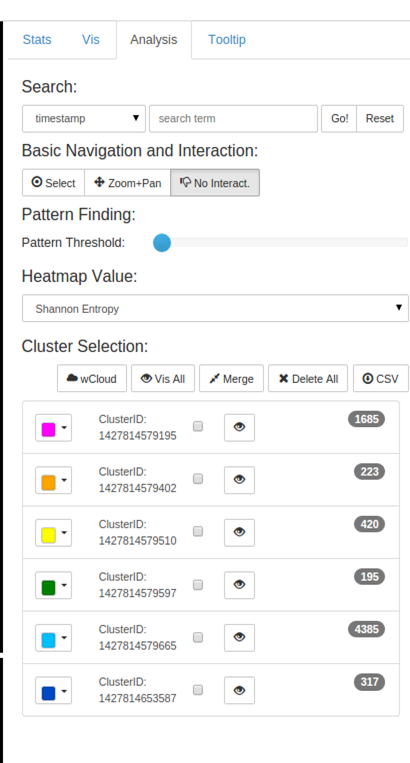 Stats Vis Analysis Tooltip
Search:
timestamp search term Go! Reset
Basic Navigation and Interaction:
Select Zoom+Pan No Interact.
Pattern Finding:
Pattern Threshold:
Heatmap Value:
Shannon Entropy
Cluster Selection:
wCloud Vis All Merge Delete All CSV
ClusterID: 1685
1427814579195
ClusterID: 223
1427814579402
ClusterID: 420
1427814579510
ClusterID: 195
1427814579597
ClusterID: 4385
1427814579665
ClusterID: 317
1427814653587